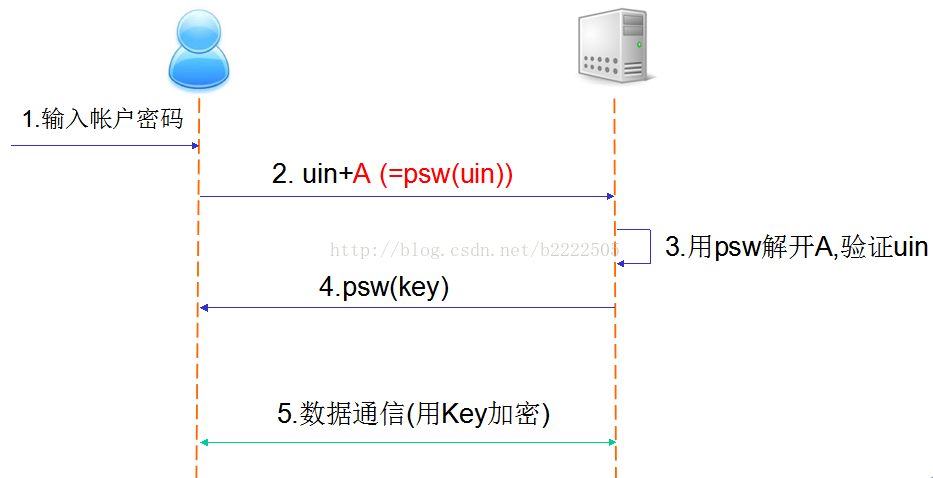 1.输入帐户密码
2. uin+A (=psw(uin))
http://blog.csdn.net/b2222505
3.用psw解开A,验证uin
4.psw(key)
5.数据通信(用Key加密)